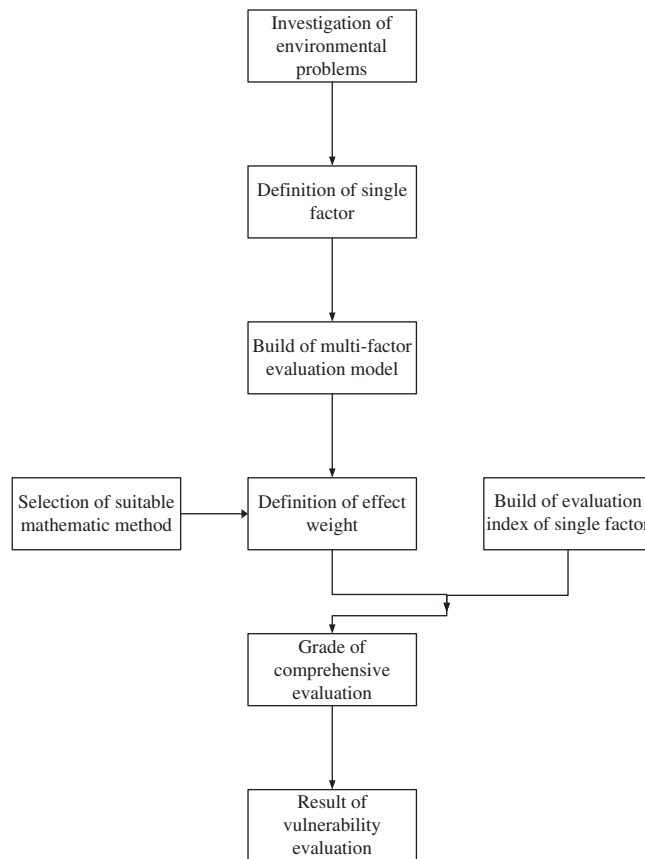 Investigation of
environmental
problems
Definition of single
factor
Build of multi-factor
evaluation model
Selection of suitable
mathematic method
Definition of effect
weight
Build of evaluation
index of single factor
Grade of
comprehensive
evaluation
Result of
vulnerability
evaluation